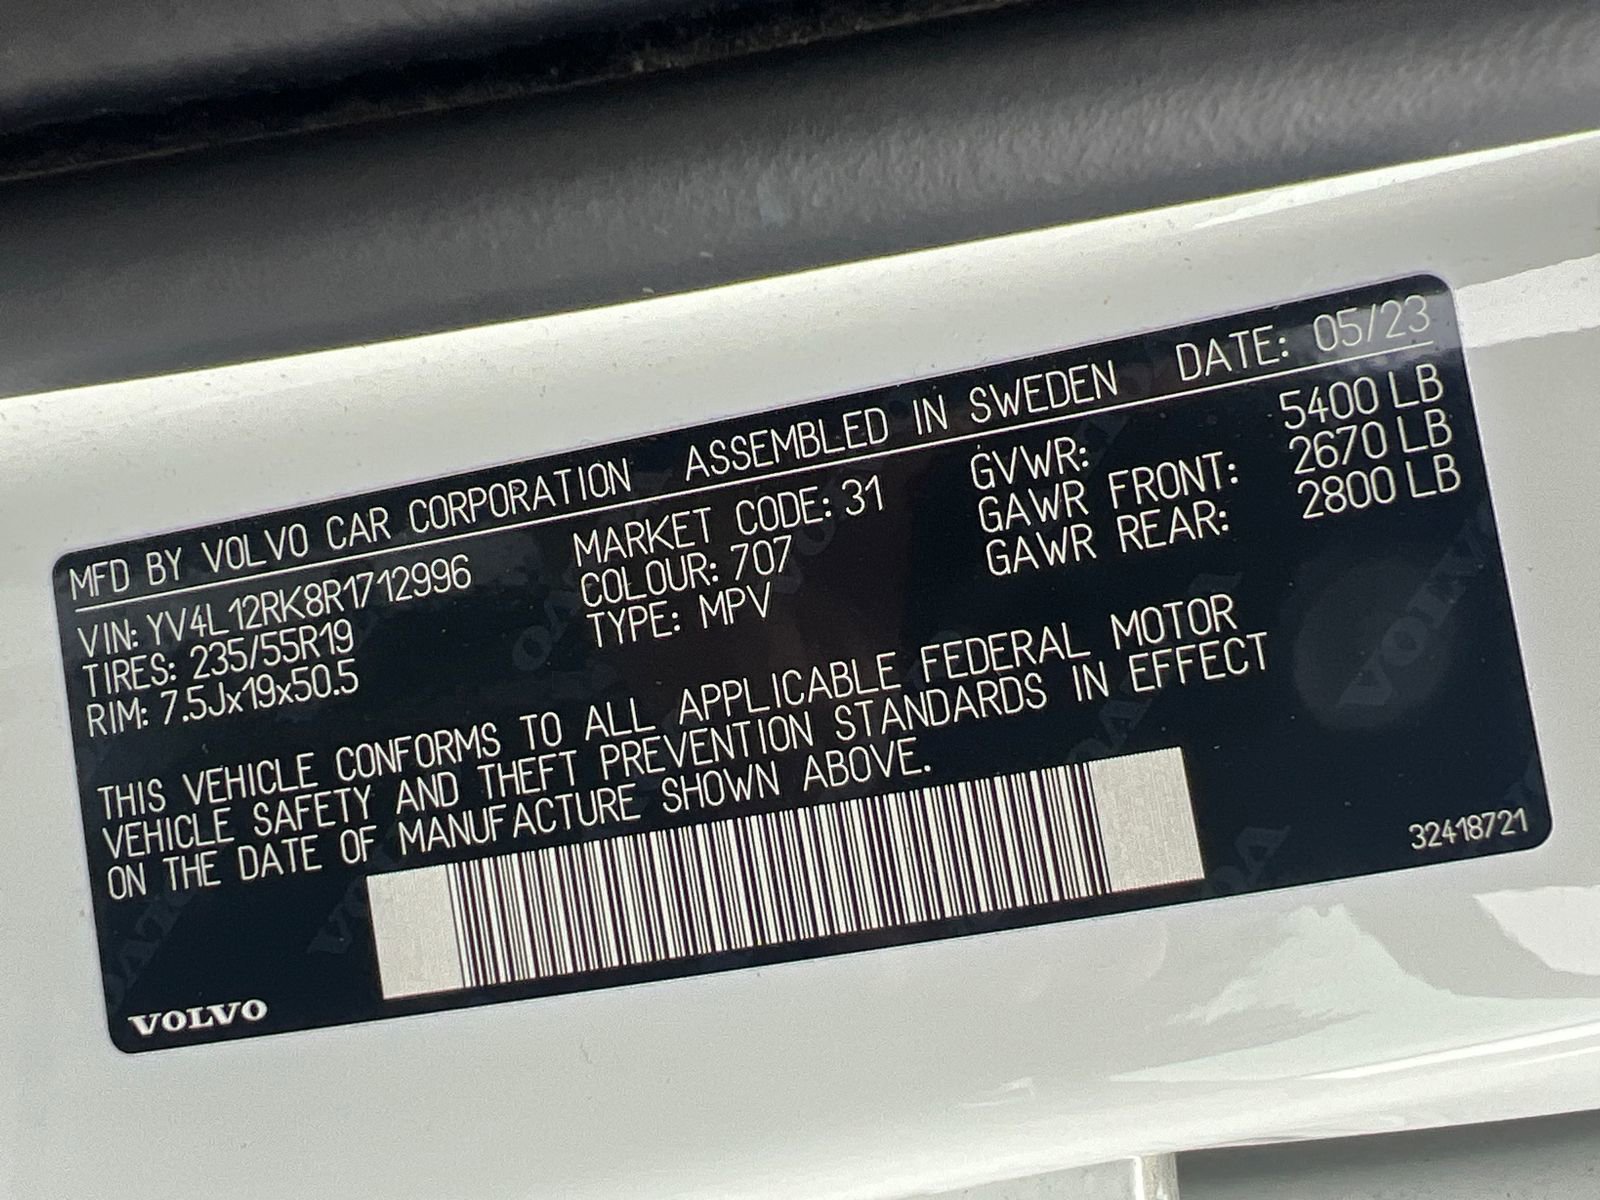 MFD BY VOLVO CAR CORPORATION ASSEMBLED IN SWEDEN DATE: 05/23
VIN: YV4L12RK8R1712996
TIRES: 235/55R19
RIM: 7.5Jx19x50.5
MARKET CODE: 31
COLOUR: 707
TYPE: MPV
GVWR: 5400 LB
GAWR FRONT: 2670 LB
GAWR REAR: 2800 LB
THIS VEHICLE CONFORMS TO ALL APPLICABLE FEDERAL MOTOR
VEHICLE SAFETY AND THEFT PREVENTION STANDARDS IN EFFECT
ON THE DATE OF MANUFACTURE SHOWN ABOVE.
32418721
VOLVO